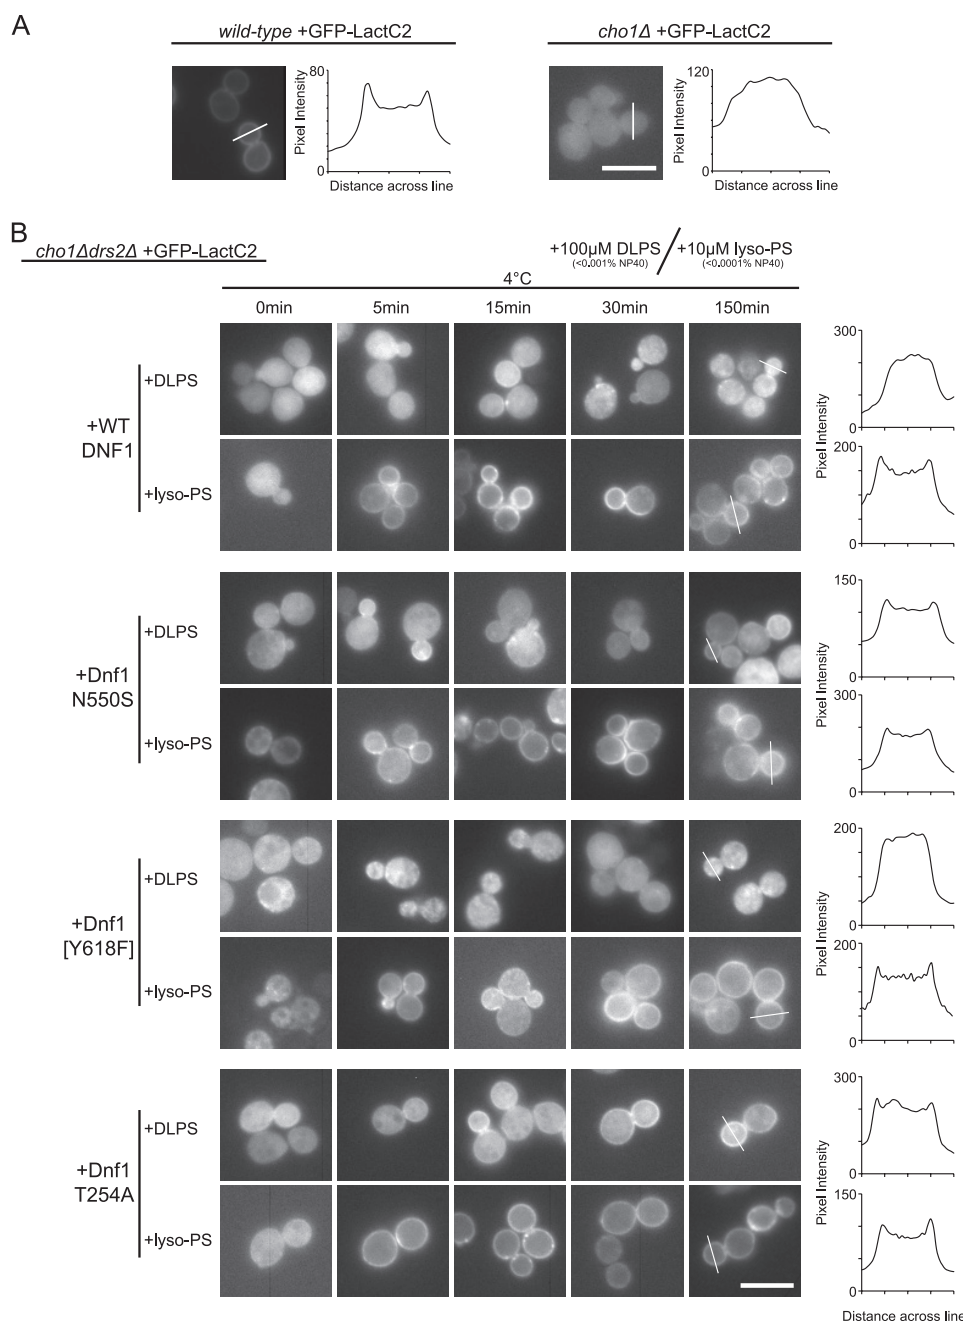 A
wild-type +GFP-LactC2
cho1Δ +GFP-LactC2
80
Pixel Intensity
0
Distance across line
120
Pixel Intensity
0
Distance across line
B
cho1Δdrs2Δ +GFP-LactC2
+100µM DLPS / +10µM lyso-PS
(<0.001% NP40) (<0.0001% NP40)
4°C
0min 5min 15min 30min 150min
+WT
DNF1
+DLPS
+lyso-PS
300
0
200
0
Pixel Intensity
+Dnf1
N550S
+DLPS
+lyso-PS
150
0
300
0
Pixel Intensity
+Dnf1
[Y618F]
+DLPS
+lyso-PS
200
0
200
0
Pixel Intensity
+Dnf1
T254A
+DLPS
+lyso-PS
300
0
150
0
Pixel Intensity
Distance across line